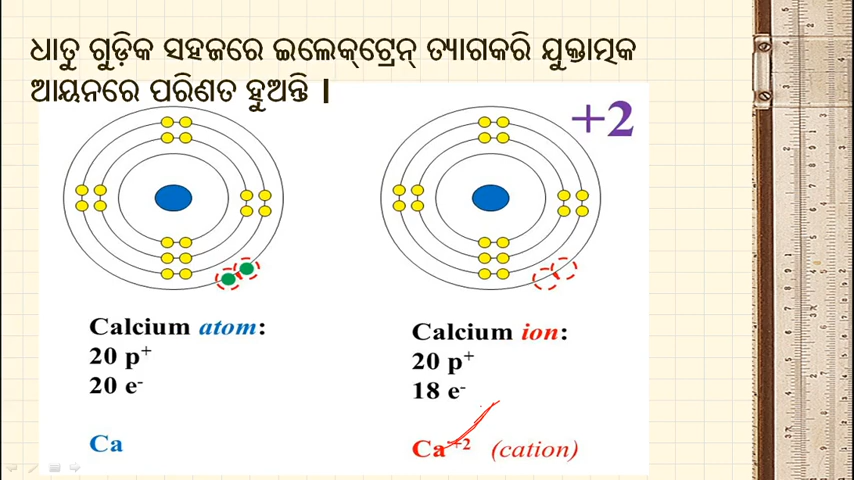 ଧାତୁ ଗୁଡ଼ିକ ସହଜରେ ଇଲେକ୍ଟ୍ରେନ୍ ତ୍ୟାଗକରି ଯୁକ୍ତାତ୍ମକ
ଆୟନରେ ପରିଣତ ହୁଅନ୍ତି ।
+2
Calcium atom:
20 p⁺
20 e⁻
Ca
Calcium ion:
20 p⁺
18 e⁻
Ca⁺² (cation)